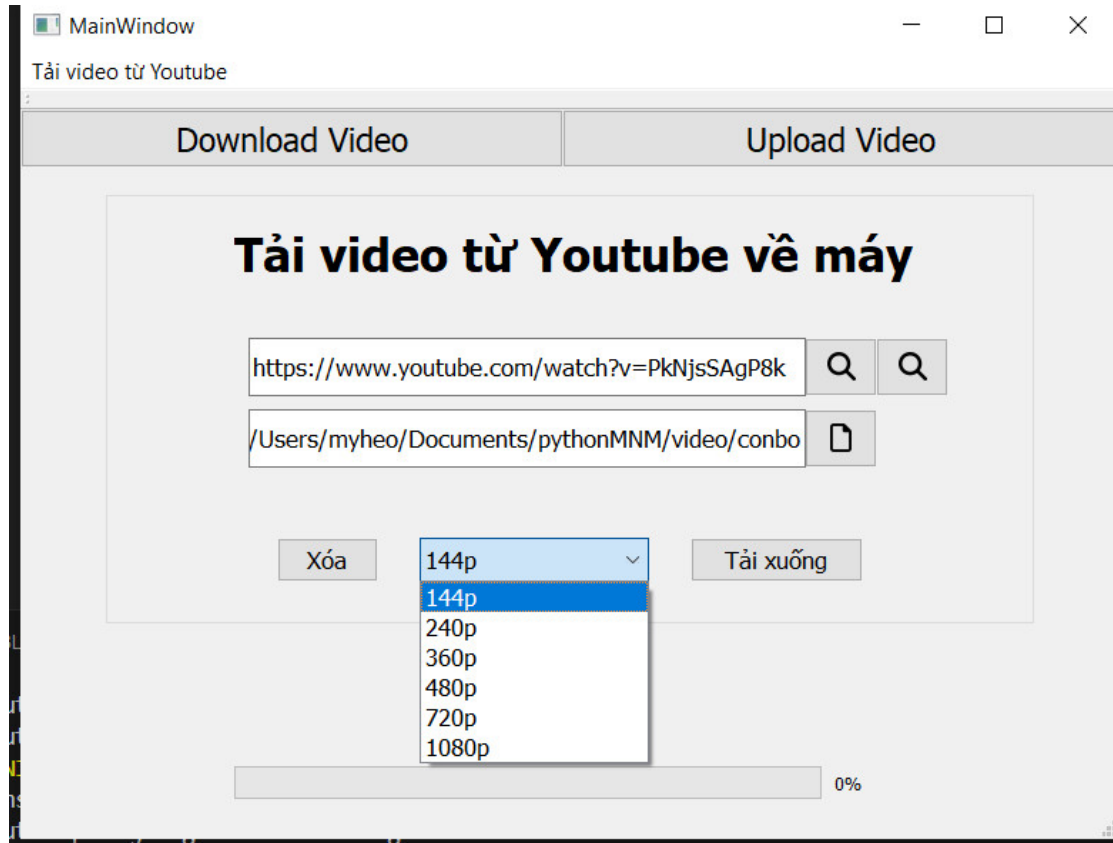 MainWindow
Tải video từ Youtube
Download Video
Upload Video
Tải video từ Youtube về máy
https://www.youtube.com/watch?v=PkNjsSAgP8k
/Users/myheo/Documents/pythonMNM/video/conbo
Xóa
144p
Tải xuống
144p
240p
360p
480p
720p
1080p
0%